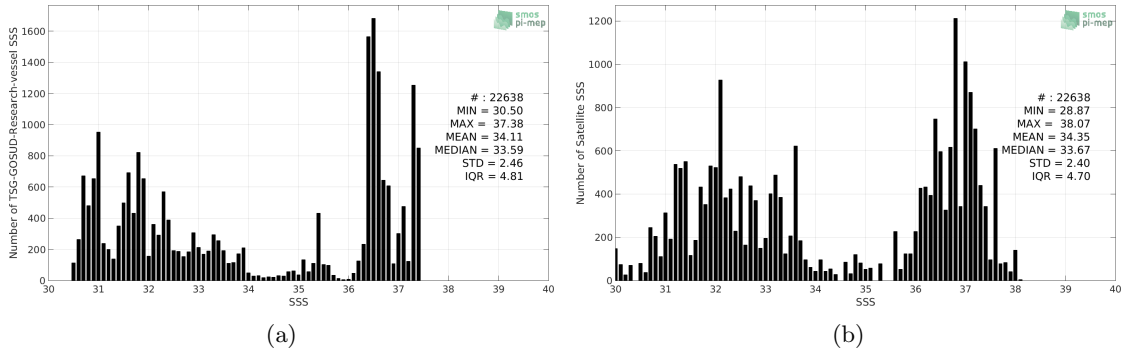 1600
1400
1200
1000
800
600
400
200
0
30 31 32 33 34 35 36 37 38 39 40
SSS
Number of TSG-GOSUD-Research-vessel SSS
smos
pi-mep
# : 22638
MIN = 30.50
MAX = 37.38
MEAN = 34.11
MEDIAN = 33.59
STD = 2.46
IQR = 4.81
(a)
1200
1000
800
600
400
200
0
30 31 32 33 34 35 36 37 38 39 40
SSS
Number of Satellite SSS
smos
pi-mep
# : 22638
MIN = 28.87
MAX = 38.07
MEAN = 34.35
MEDIAN = 33.67
STD = 2.40
IQR = 4.70
(b)